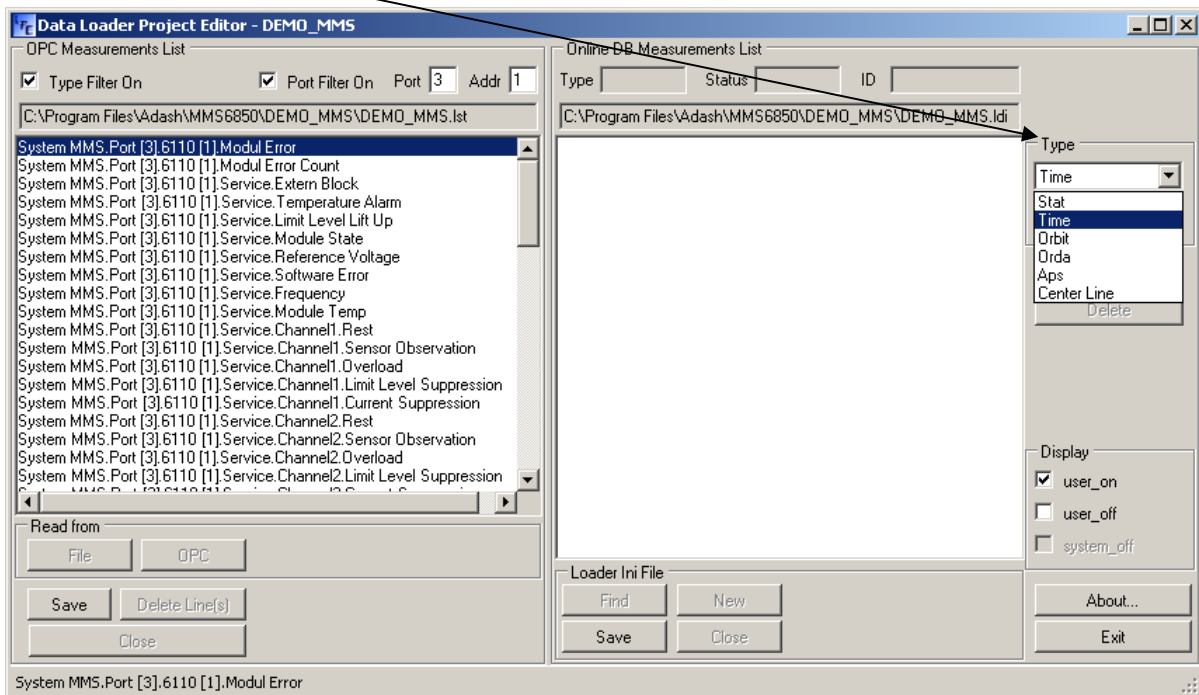 Data Loader Project Editor - DEMO_MMS
OPC Measurements List
Type Filter On
Port Filter On
Port 3
Addr 1
C:\Program Files\Adash\MMS6850\DEMO_MMS\DEMO_MMS.lst
System MMS.Port [3].6110 [1].Modul Error
System MMS.Port [3].6110 [1].Modul Error Count
System MMS.Port [3].6110 [1].Service.Extern Block
System MMS.Port [3].6110 [1].Service.Temperature Alarm
System MMS.Port [3].6110 [1].Service.Limit Level Lift Up
System MMS.Port [3].6110 [1].Service.Module State
System MMS.Port [3].6110 [1].Service.Reference Voltage
System MMS.Port [3].6110 [1].Service.Software Error
System MMS.Port [3].6110 [1].Service.Frequency
System MMS.Port [3].6110 [1].Service.Module Temp
System MMS.Port [3].6110 [1].Service.Channel1.Rest
System MMS.Port [3].6110 [1].Service.Channel1.Sensor Observation
System MMS.Port [3].6110 [1].Service.Channel1.Overload
System MMS.Port [3].6110 [1].Service.Channel1.Limit Level Suppression
System MMS.Port [3].6110 [1].Service.Channel1.Current Suppression
System MMS.Port [3].6110 [1].Service.Channel2.Rest
System MMS.Port [3].6110 [1].Service.Channel2.Sensor Observation
System MMS.Port [3].6110 [1].Service.Channel2.Overload
System MMS.Port [3].6110 [1].Service.Channel2.Limit Level Suppression
Read from
File
OPC
Save
Delete Line(s)
Close
Online DB Measurements List
Type
Status
ID
C:\Program Files\Adash\MMS6850\DEMO_MMS\DEMO_MMS.ldi
Loader Ini File
Find
New
Save
Close
Type
Time
Stat
Time
Orbit
Orda
Aps
Center Line
Delete
Display
user_on
user_off
system_off
About...
Exit
System MMS.Port [3].6110 [1].Modul Error